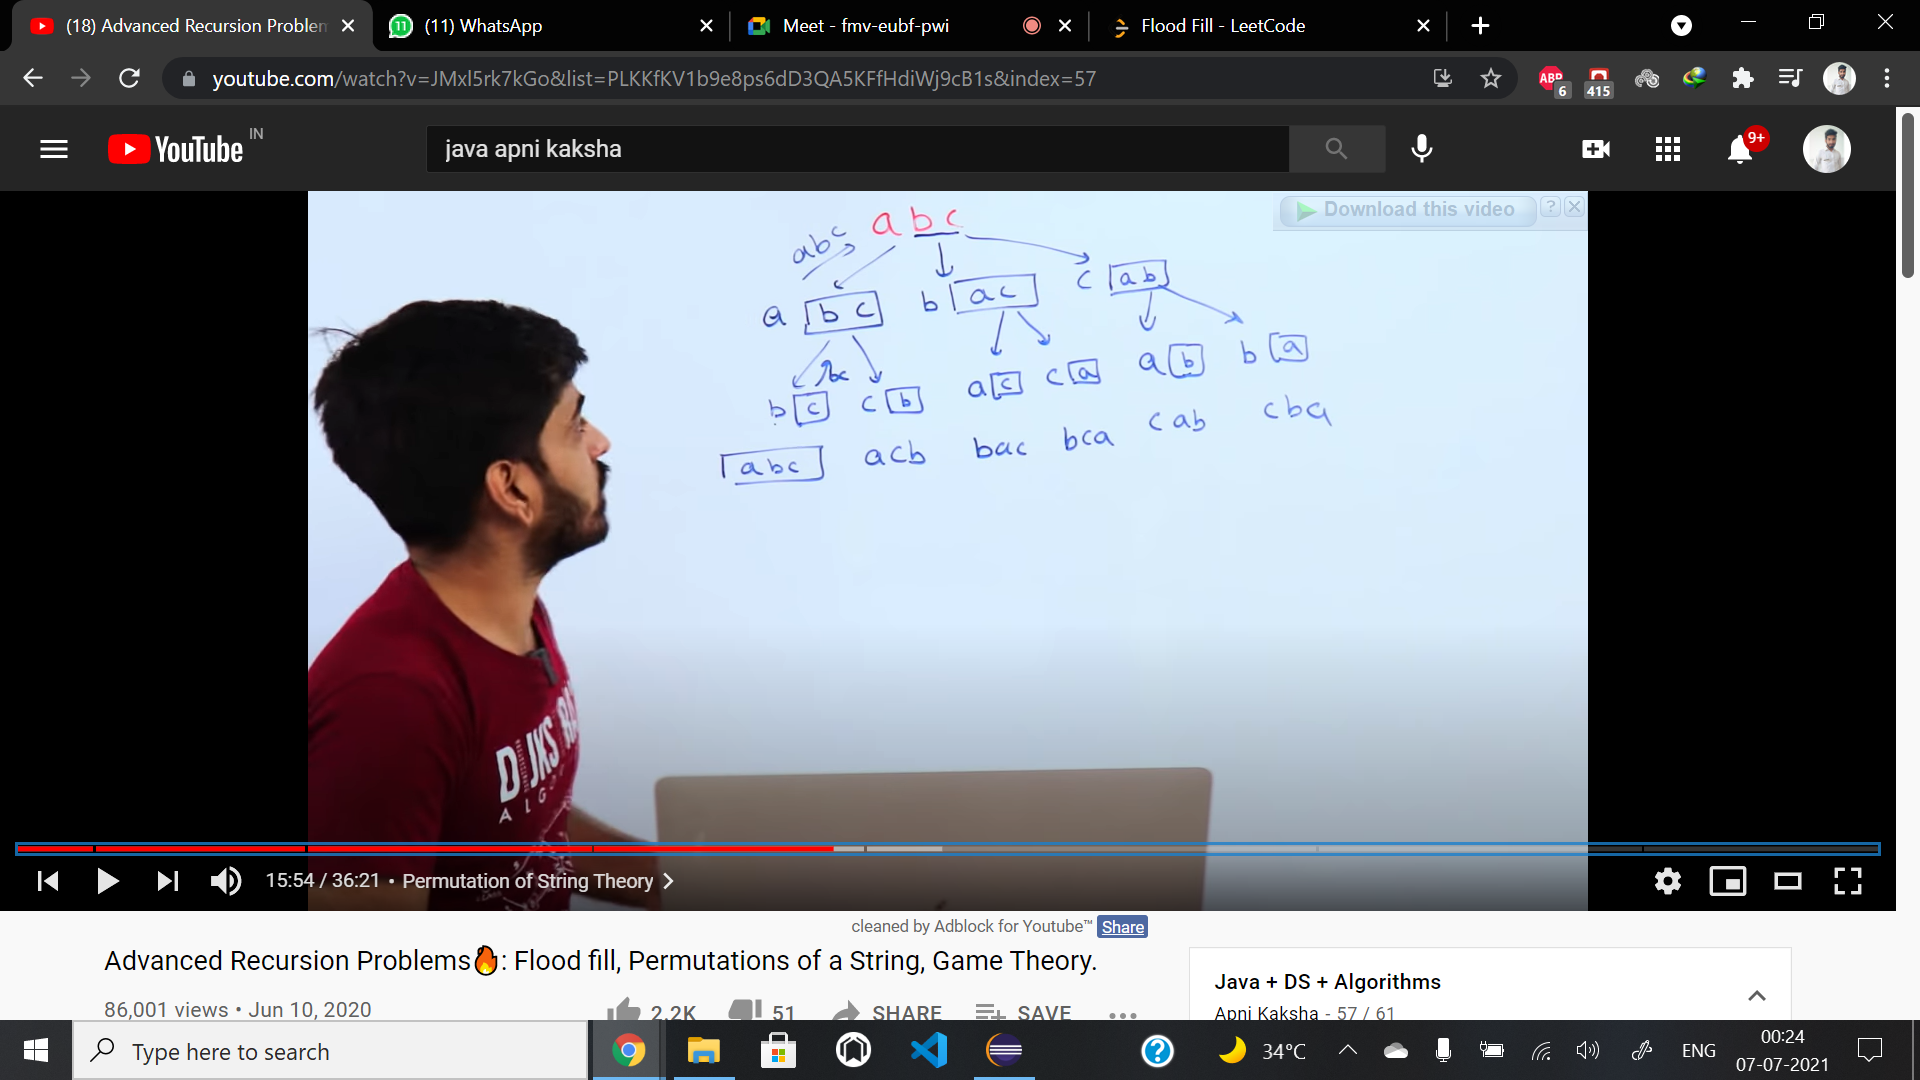 (18) Advanced Recursion Problem
(11) WhatsApp
Meet - fmv-eubf-pwi
Flood Fill - LeetCode
youtube.com/watch?v=JMxl5rk7kGo&list=PLKKfKV1b9e8ps6dD3QA5KFfHdiWj9cB1s&index=57
ABP 6
415
YouTube IN
java apni kaksha
9+
Download this video ? X
a b c
abc
a b c b a c c a b
bc
b c c b a c c a a b b a
abc acb bac bca cab cba
DIJKS RA
ALGO
15:54 / 36:21 • Permutation of String Theory
cleaned by Adblock for Youtube™ Share
Advanced Recursion Problems🔥: Flood fill, Permutations of a String, Game Theory.
86,001 views • Jun 10, 2020
2.2K 51 SHARE SAVE
Java + DS + Algorithms
Apni Kaksha - 57 / 61
Type here to search
34°C
ENG
00:24
07-07-2021